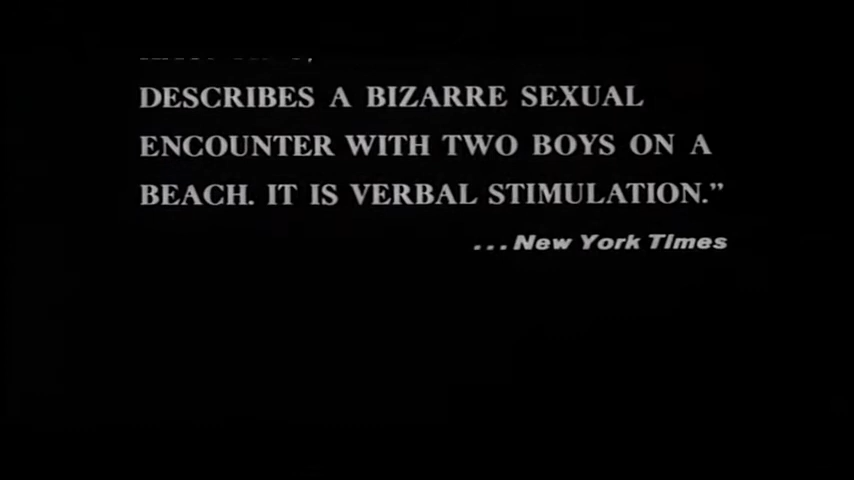 DESCRIBES A BIZARRE SEXUAL
ENCOUNTER WITH TWO BOYS ON A
BEACH. IT IS VERBAL STIMULATION.”
...New York Times